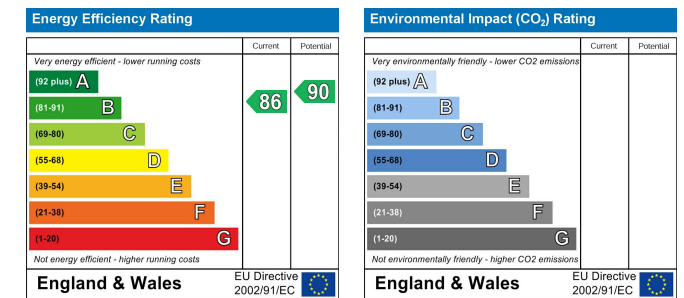 Energy Efficiency Rating
Current Potential
Very energy efficient - lower running costs
(92 plus) A
(81-91) B
(69-80) C
(55-68) D
(39-54) E
(21-38) F
(1-20) G
86
90
Not energy efficient - higher running costs
England & Wales
EU Directive
2002/91/EC
Environmental Impact (CO2) Rating
Current Potential
Very environmentally friendly - lower CO2 emissions
(92 plus) A
(81-91) B
(69-80) C
(55-68) D
(39-54) E
(21-38) F
(1-20) G
Not environmentally friendly - higher CO2 emissions
England & Wales
EU Directive
2002/91/EC